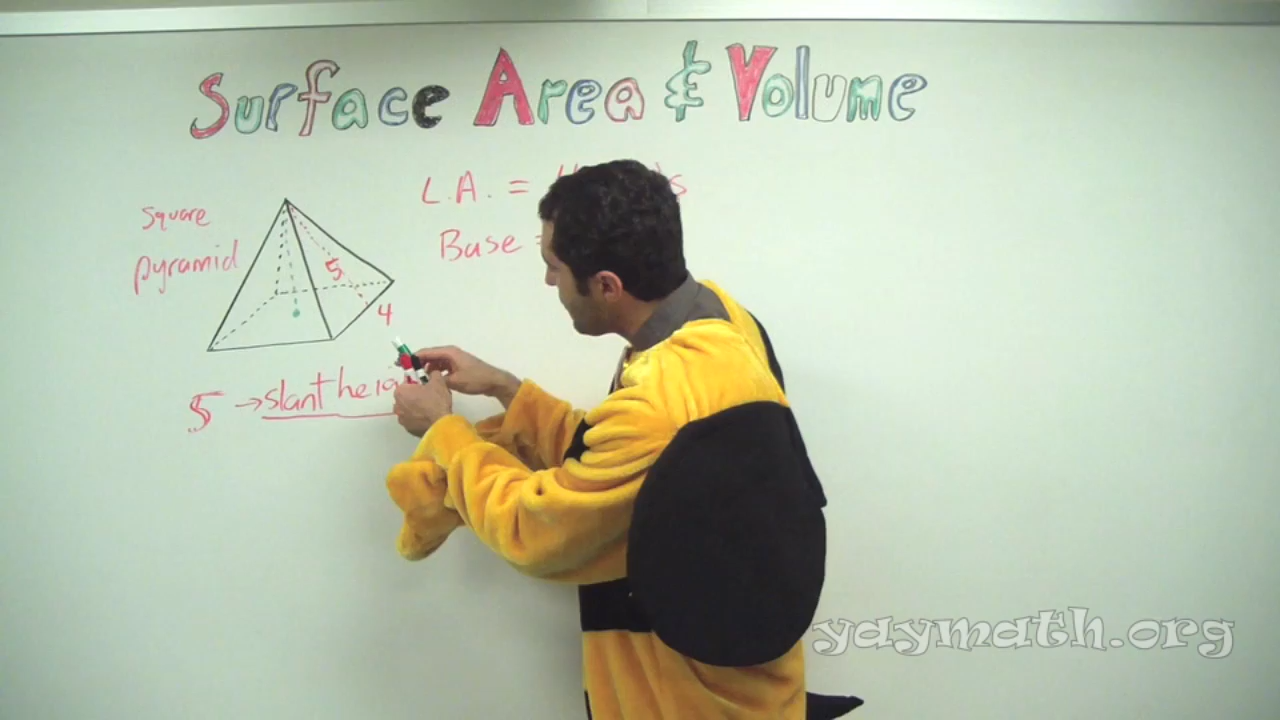 Surface Area & Volume
L.A. =
Base =
square
pyramid
5
4
5 → slant
yaymath.org